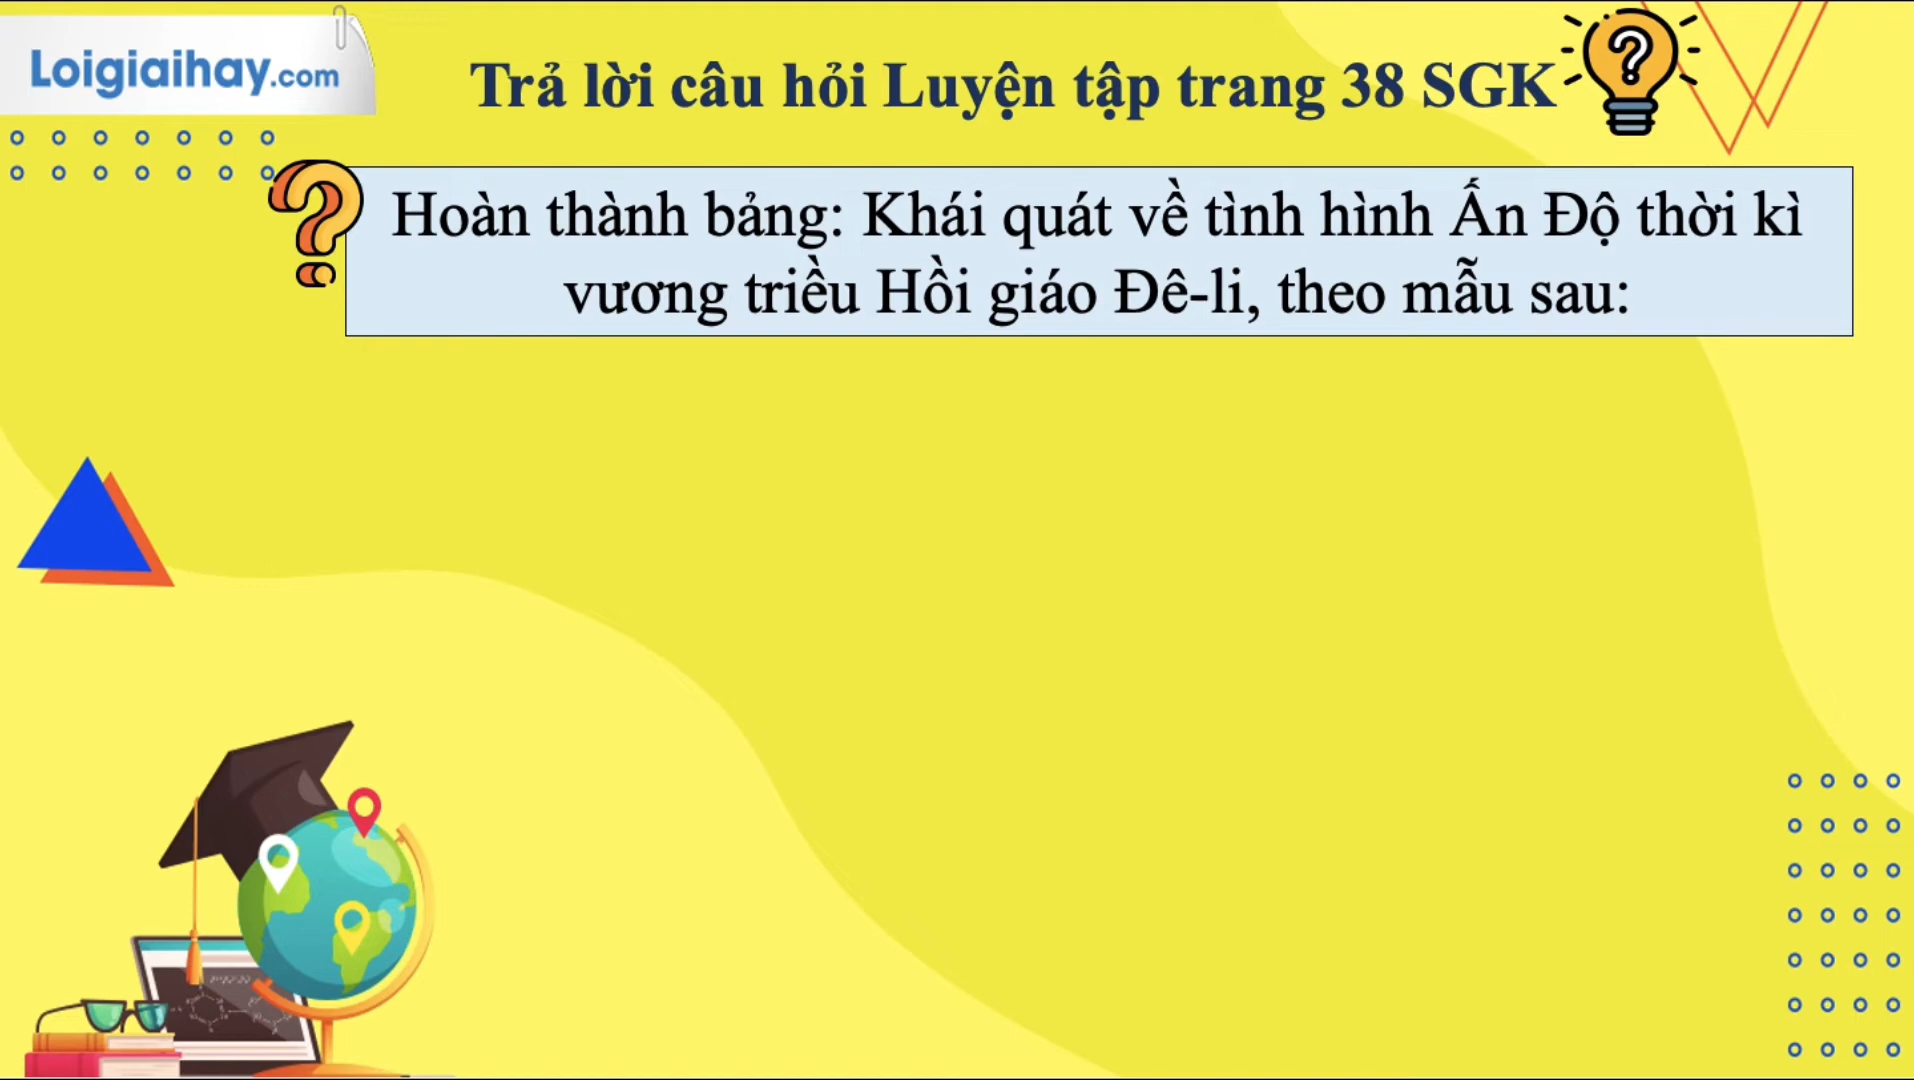 Loigiaihay.com
Trả lời câu hỏi Luyện tập trang 38 SGK
Hoàn thành bảng: Khái quát về tình hình Ấn Độ thời kì
vương triều Hồi giáo Đê-li, theo mẫu sau: